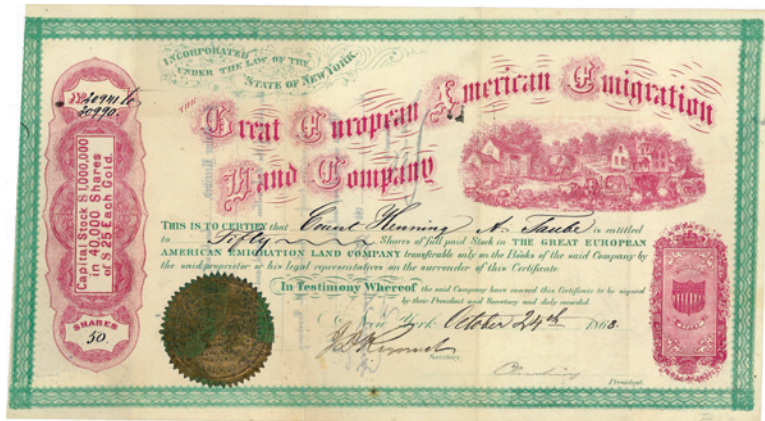 INCORPORATED
UNDER THE LAW, OF THE
STATE OF NEW YORK
THE
Great European American Emigration
Land Company
No 20941 to
20990.
Capital Stock $ 1,000,000
in 40,000 Shares
of $ 25 Each Gold.
SHARES
50.
THIS IS TO CERTIFY that Count Henning A. Taube is entitled
to Fifty Shares of full paid Stock in THE GREAT EUROPEAN
AMERICAN EMIGRATION LAND COMPANY transferable only on the Books of the said Company by
the said proprietor or his legal representatives on the surrender of this Certificate.
In Testimony Whereof the said Company have caused this Certificate to be signed
by their President and Secretary and duly recorded.
New York. October 24th 1868.
Secretary.
President.